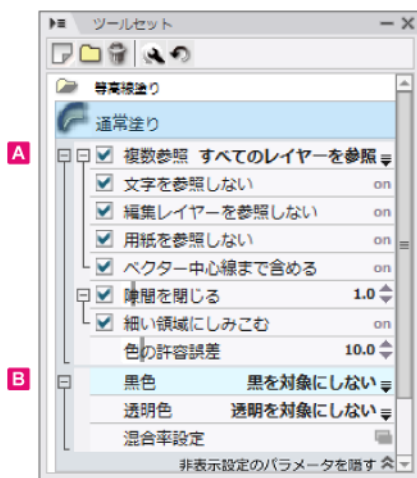 ツールセット
等高線塗り
通常塗り
A 複数参照 すべてのレイヤーを参照
文字を参照しない on
編集レイヤーを参照しない on
用紙を参照しない on
ベクター中心線まで含める on
隙間を閉じる 1.0
細い領域にしみこむ on
色の許容誤差 10.0
B 黒色 黒を対象にしない
透明色 透明を対象にしない
混合率設定
非表示設定のパラメータを隠す